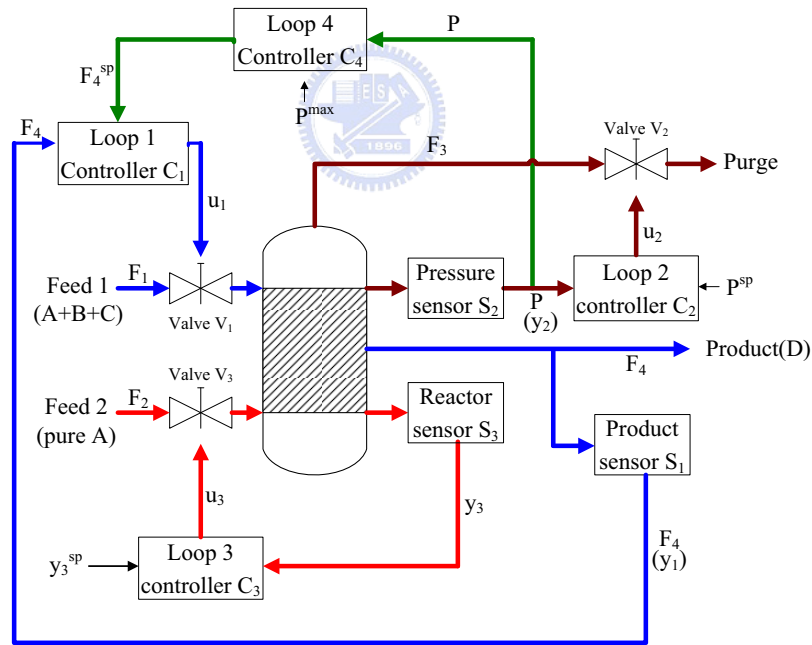 Loop 4
Controller C₄
P
F₄ˢᵖ
Pᵐᵃˣ
E S
1896
F₄
Loop 1
Controller C₁
Valve V₂
F₃
Purge
u₁
u₂
Feed 1
(A+B+C)
F₁
Valve V₁
Pressure
sensor S₂
P
(y₂)
Loop 2
controller C₂
Pˢᵖ
Product(D)
F₄
Valve V₃
Feed 2
(pure A)
F₂
Reactor
sensor S₃
Product
sensor S₁
u₃
y₃
F₄
(y₁)
y₃ˢᵖ
Loop 3
controller C₃